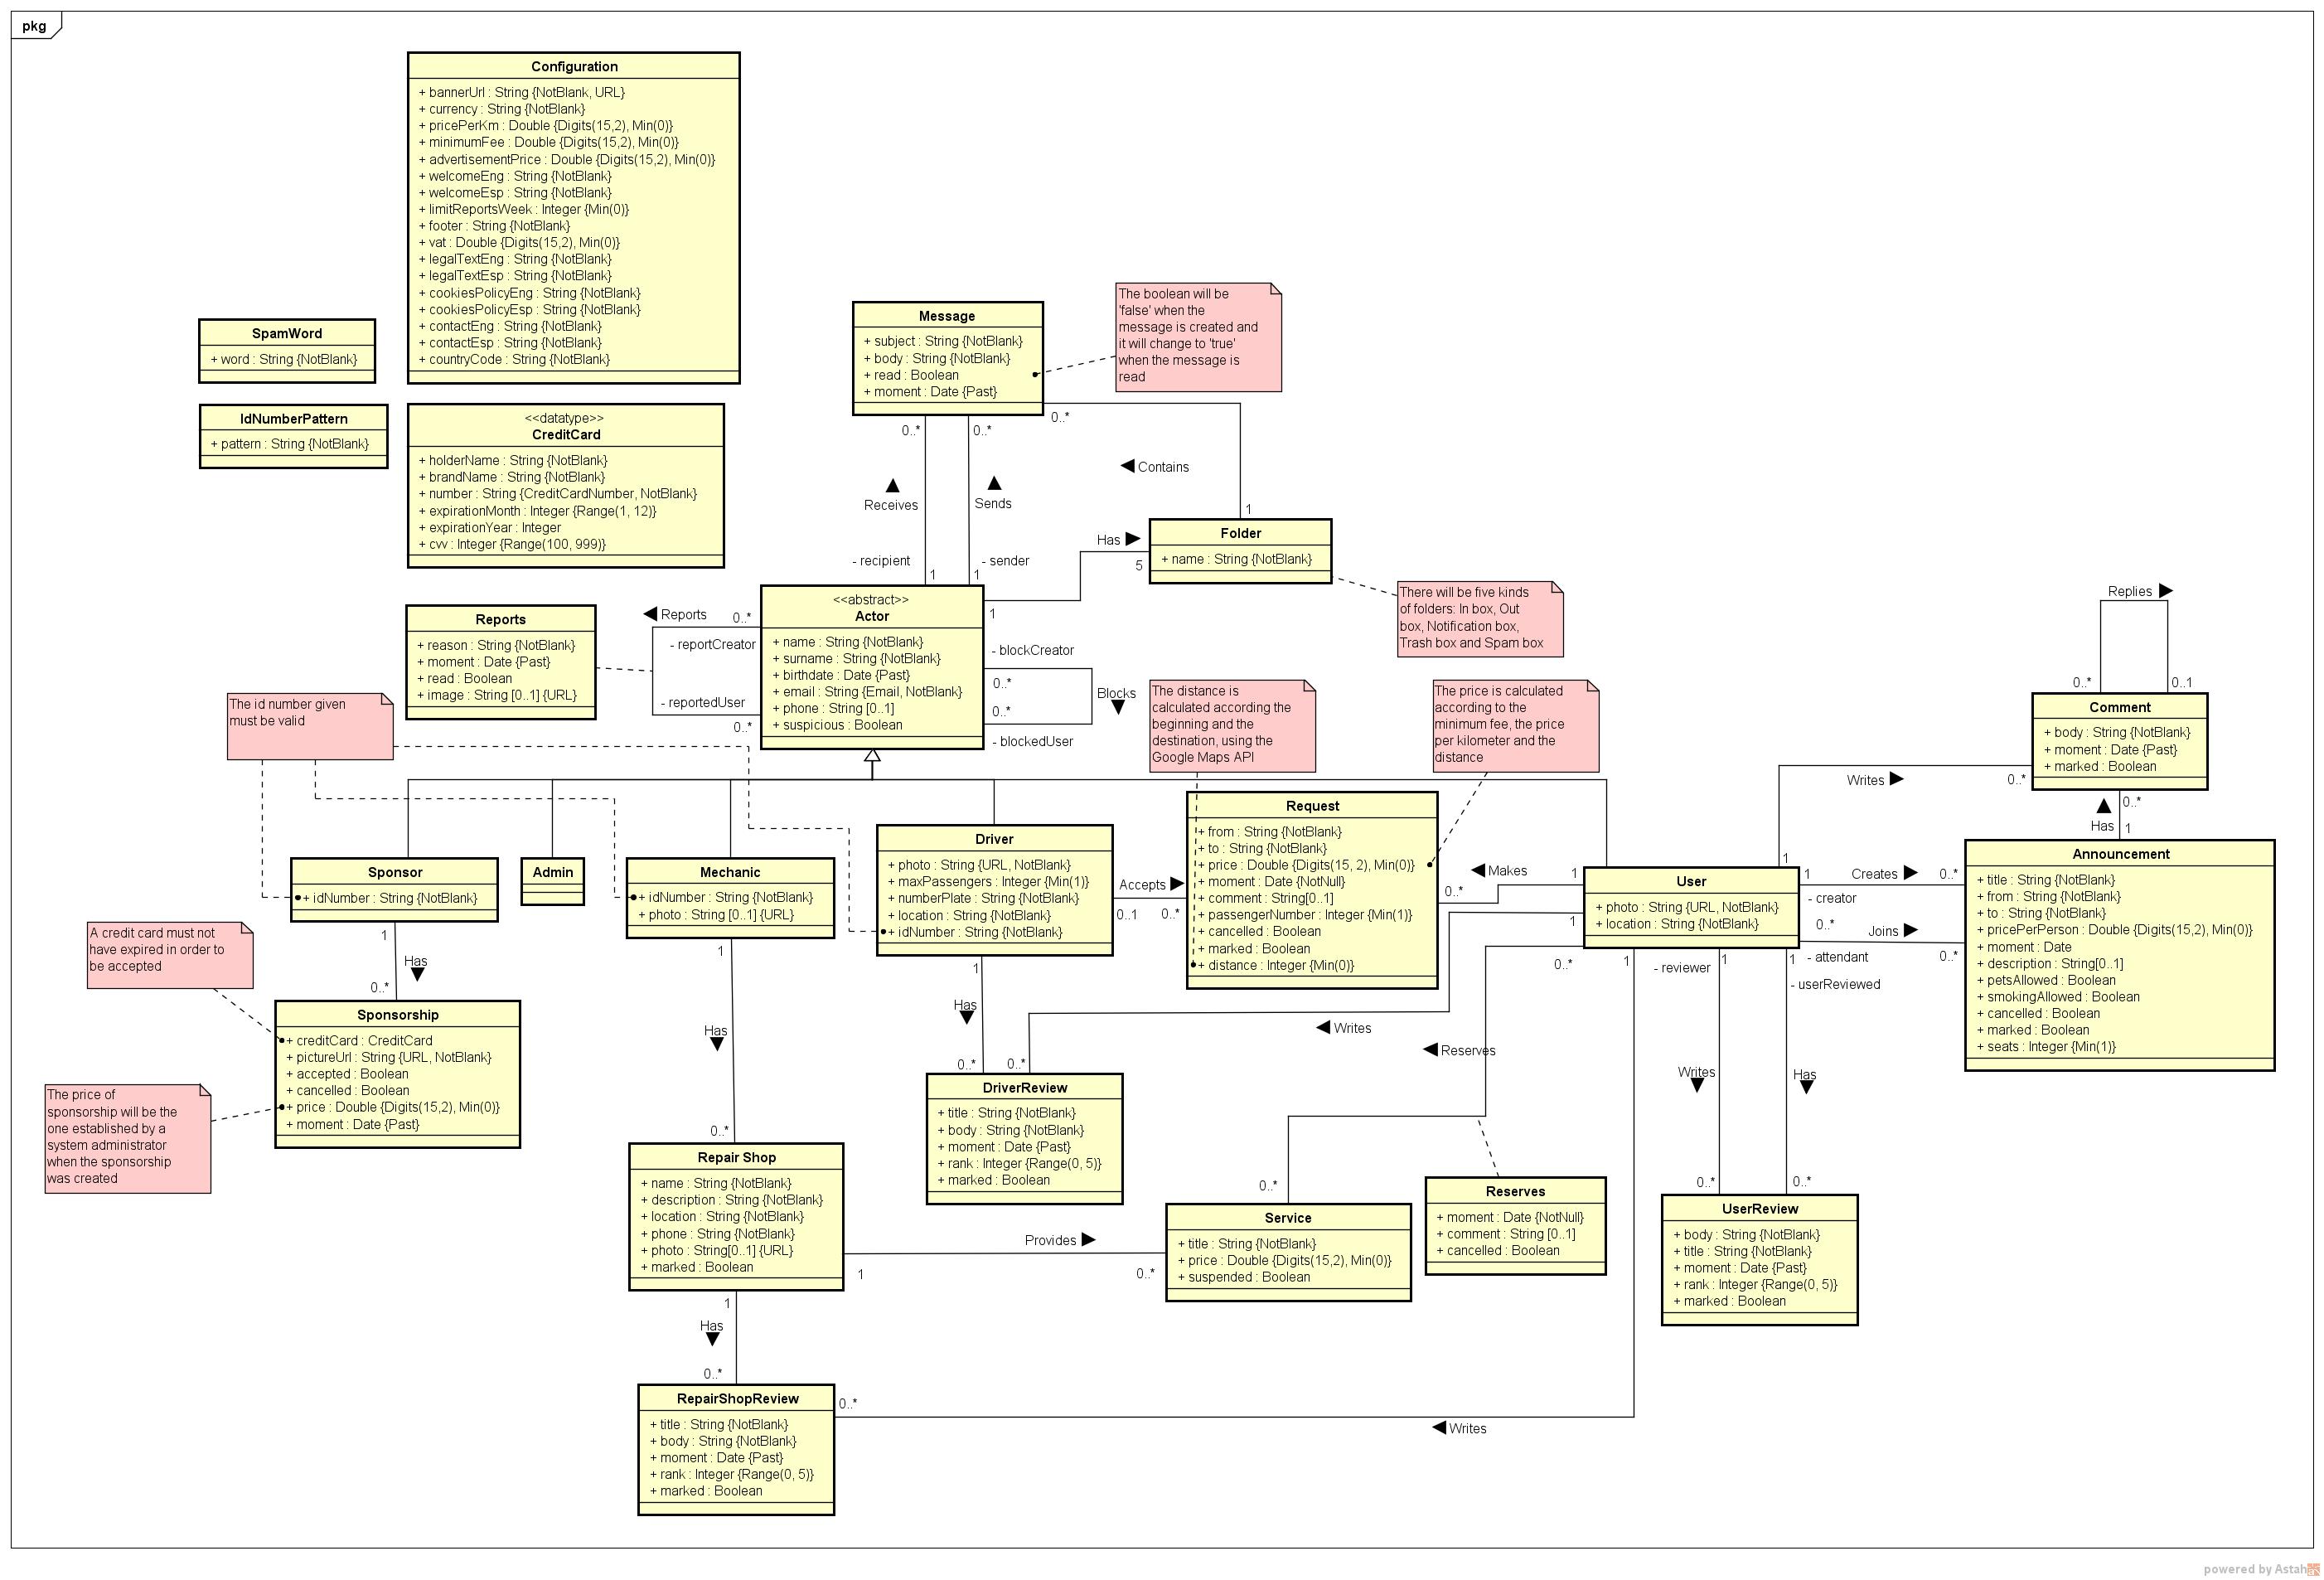 pkg
Configuration
+ bannerUrl : String {NotBlank, URL}
+ currency : String {NotBlank}
+ pricePerKm : Double {Digits(15,2), Min(0)}
+ minimumFee : Double {Digits(15,2), Min(0)}
+ advertisementPrice : Double {Digits(15,2), Min(0)}
+ welcomeEng : String {NotBlank}
+ welcomeEsp : String {NotBlank}
+ limitReportsWeek : Integer {Min(0)}
+ footer : String {NotBlank}
+ vat : Double {Digits(15,2), Min(0)}
+ legalTextEng : String {NotBlank}
+ legalTextEsp : String {NotBlank}
+ cookiesPolicyEng : String {NotBlank}
+ cookiesPolicyEsp : String {NotBlank}
+ contactEng : String {NotBlank}
+ contactEsp : String {NotBlank}
+ countryCode : String {NotBlank}
SpamWord
+ word : String {NotBlank}
IdNumberPattern
+ pattern : String {NotBlank}
<<datatype>>
CreditCard
+ holderName : String {NotBlank}
+ brandName : String {NotBlank}
+ number : String {CreditCardNumber, NotBlank}
+ expirationMonth : Integer {Range(1, 12)}
+ expirationYear : Integer
+ cvv : Integer {Range(100, 999)}
Message
+ subject : String {NotBlank}
+ body : String {NotBlank}
+ read : Boolean
+ moment : Date {Past}
The boolean will be
'false' when the
message is created and
it will change to 'true'
when the message is
read
0..*
0..*
0..*
Contains
Receives
Sends
1
Has
5
- recipient
- sender
1
1
1
Folder
+ name : String {NotBlank}
There will be five kinds
of folders: In box, Out
box, Notification box,
Trash box and Spam box
Reports
+ reason : String {NotBlank}
+ moment : Date {Past}
+ read : Boolean
+ image : String [0..1] {URL}
Reports
0..*
- reportCreator
- reportedUser
0..*
<<abstract>>
Actor
+ name : String {NotBlank}
+ surname : String {NotBlank}
+ birthdate : Date {Past}
+ email : String {Email, NotBlank}
+ phone : String [0..1]
+ suspicious : Boolean
- blockCreator
0..*
Blocks
0..*
- blockedUser
The id number given
must be valid
The distance is
calculated according the
beginning and the
destination, using the
Google Maps API
The price is calculated
according to the
minimum fee, the price
per kilometer and the
distance
Replies
0..*
0..1
Comment
+ body : String {NotBlank}
+ moment : Date {Past}
+ marked : Boolean
Writes
0..*
0..*
Has
1
1
Sponsor
+ idNumber : String {NotBlank}
Admin
Mechanic
+ idNumber : String {NotBlank}
+ photo : String [0..1] {URL}
Driver
+ photo : String {URL, NotBlank}
+ maxPassengers : Integer {Min(1)}
+ numberPlate : String {NotBlank}
+ location : String {NotBlank}
+ idNumber : String {NotBlank}
Accepts
0..1
0..*
Request
+ from : String {NotBlank}
+ to : String {NotBlank}
+ price : Double {Digits(15, 2), Min(0)}
+ moment : Date {NotNull}
+ comment : String[0..1]
+ passengerNumber : Integer {Min(1)}
+ cancelled : Boolean
+ marked : Boolean
+ distance : Integer {Min(0)}
Makes
1
0..*
User
+ photo : String {URL, NotBlank}
+ location : String {NotBlank}
1
1
Creates
0..*
- creator
0..*
Joins
- attendant
0..*
Announcement
+ title : String {NotBlank}
+ from : String {NotBlank}
+ to : String {NotBlank}
+ pricePerPerson : Double {Digits(15,2), Min(0)}
+ moment : Date
+ description : String[0..1]
+ petsAllowed : Boolean
+ smokingAllowed : Boolean
+ cancelled : Boolean
+ marked : Boolean
+ seats : Integer {Min(1)}
A credit card must not
have expired in order to
be accepted
1
Has
0..*
Sponsorship
+ creditCard : CreditCard
+ pictureUrl : String {URL, NotBlank}
+ accepted : Boolean
+ cancelled : Boolean
+ price : Double {Digits(15,2), Min(0)}
+ moment : Date {Past}
The price of
sponsorship will be the
one established by a
system administrator
when the sponsorship
was created
1
Has
0..*
1
Has
0..*
0..*
Writes
0..*
Reserves
1
- reviewer
1
1
- userReviewed
Writes
Has
0..*
0..*
DriverReview
+ title : String {NotBlank}
+ body : String {NotBlank}
+ moment : Date {Past}
+ rank : Integer {Range(0, 5)}
+ marked : Boolean
Repair Shop
+ name : String {NotBlank}
+ description : String {NotBlank}
+ location : String {NotBlank}
+ phone : String {NotBlank}
+ photo : String[0..1] {URL}
+ marked : Boolean
Provides
1
0..*
0..*
Service
+ title : String {NotBlank}
+ price : Double {Digits(15,2), Min(0)}
+ suspended : Boolean
Reserves
+ moment : Date {NotNull}
+ comment : String [0..1]
+ cancelled : Boolean
UserReview
+ body : String {NotBlank}
+ title : String {NotBlank}
+ moment : Date {Past}
+ rank : Integer {Range(0, 5)}
+ marked : Boolean
1
Has
0..*
RepairShopReview
+ title : String {NotBlank}
+ body : String {NotBlank}
+ moment : Date {Past}
+ rank : Integer {Range(0, 5)}
+ marked : Boolean
0..*
Writes
powered by Astah